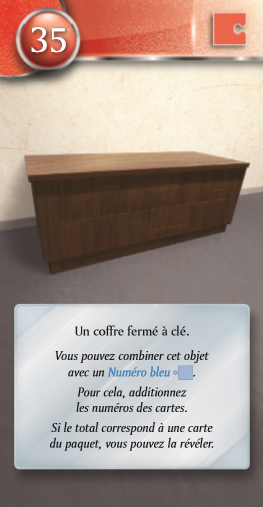 35
Un coffre fermé à clé.
Vous pouvez combiner cet objet
avec un Numéro bleu .
Pour cela, additionnez
les numéros des cartes.
Si le total correspond à une carte
du paquet, vous pouvez la révéler.